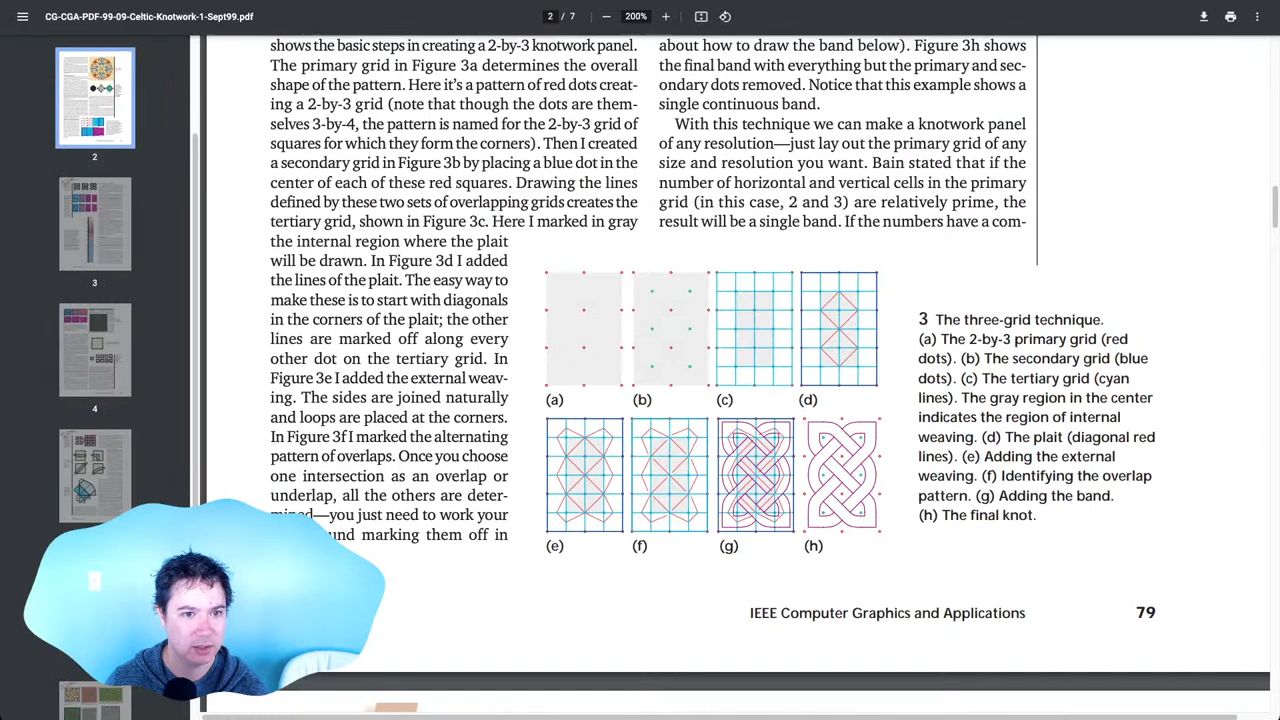 CG-CGA-PDF-99-09-Celtic-Knotwork-1-Sept99.pdf
2 / 7
200%
2
3
4
shows the basic steps in creating a 2-by-3 knotwork panel.
The primary grid in Figure 3a determines the overall
shape of the pattern. Here it's a pattern of red dots creat-
ing a 2-by-3 grid (note that though the dots are them-
selves 3-by-4, the pattern is named for the 2-by-3 grid of
squares for which they form the corners). Then I created
a secondary grid in Figure 3b by placing a blue dot in the
center of each of these red squares. Drawing the lines
defined by these two sets of overlapping grids creates the
tertiary grid, shown in Figure 3c. Here I marked in gray
the internal region where the plait
will be drawn. In Figure 3d I added
the lines of the plait. The easy way to
make these is to start with diagonals
in the corners of the plait; the other
lines are marked off along every
other dot on the tertiary grid. In
Figure 3e I added the external weav-
ing. The sides are joined naturally
and loops are placed at the corners.
In Figure 3f I marked the alternating
pattern of overlaps. Once you choose
one intersection as an overlap or
underlap, all the others are deter-
you just need to work your
marking them off in
about how to draw the band below). Figure 3h shows
the final band with everything but the primary and sec-
ondary dots removed. Notice that this example shows a
single continuous band.
With this technique we can make a knotwork panel
of any resolution—just lay out the primary grid of any
size and resolution you want. Bain stated that if the
number of horizontal and vertical cells in the primary
grid (in this case, 2 and 3) are relatively prime, the
result will be a single band. If the numbers have a com-
(a) (b) (c) (d)
(e) (f) (g) (h)
3 The three-grid technique.
(a) The 2-by-3 primary grid (red
dots). (b) The secondary grid (blue
dots). (c) The tertiary grid (cyan
lines). The gray region in the center
indicates the region of internal
weaving. (d) The plait (diagonal red
lines). (e) Adding the external
weaving. (f) Identifying the overlap
pattern. (g) Adding the band.
(h) The final knot.
IEEE Computer Graphics and Applications 79